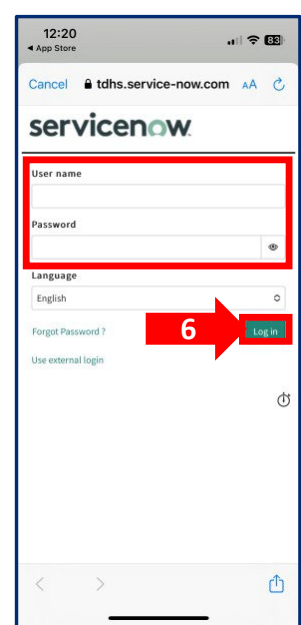 12:20
83
◀ App Store
Cancel tdhs.service-now.com AA
servicenow
User name
Password
Language
English
Forgot Password ? 6 Log in
Use external login